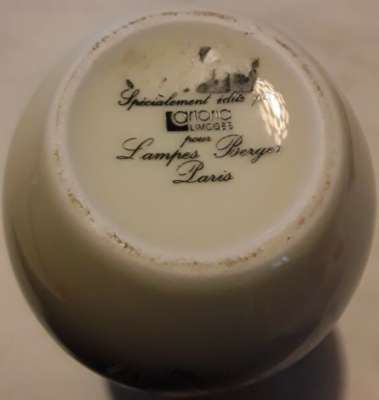 Spécialement édité
LIMOGES
pour
Lampes Berger
Paris